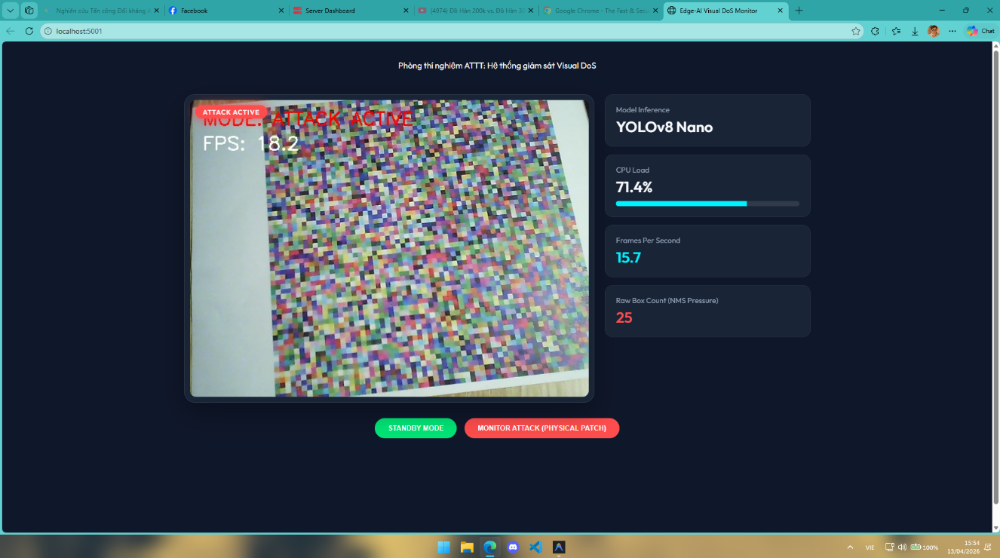 Nghiên cứu Tấn công Đối kháng A
Facebook
Server Dashboard
(4974) Đồ Hàn 200k vs. Đồ Hàn 30
Google Chrome - The Fast & Secu
Edge-AI Visual DoS Monitor
localhost:5001
Chat
Phòng thí nghiệm ATTT: Hệ thống giám sát Visual DoS
ATTACK ACTIVE
MODE: ATTACK ACTIVE
FPS: 18.2
Model Inference
YOLOv8 Nano
CPU Load
71.4%
Frames Per Second
15.7
Raw Box Count (NMS Pressure)
25
STANDBY MODE
MONITOR ATTACK (PHYSICAL PATCH)
VIE
100%
15:54
13/04/2026